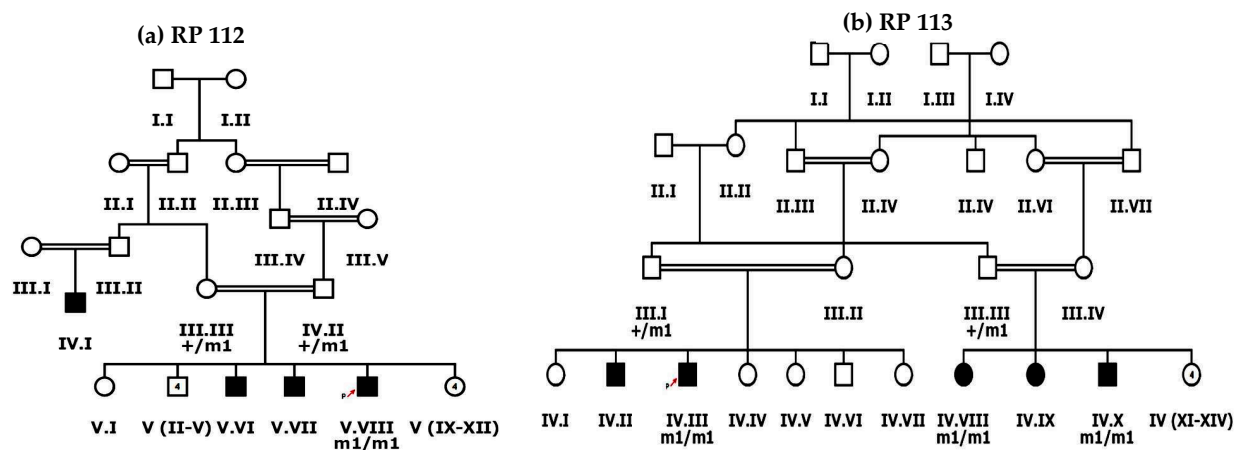 (a) RP 112
I.I I.II
II.I II.II II.III II.IV
III.IV III.V
III.I III.II
IV.I
III.III IV.II
+/m1 +/m1
4 P 4
V.I V (II-V) V.VI V.VII V.VIII V (IX-XII)
m1/m1
(b) RP 113
I.I I.II I.III I.IV
II.I II.II II.III II.IV II.IV II.VI II.VII
III.I III.II III.III III.IV
+/m1 +/m1
P 4
IV.I IV.II IV.III IV.IV IV.V IV.VI IV.VII IV.VIII IV.IX IV.X IV (XI-XIV)
m1/m1 m1/m1 m1/m1